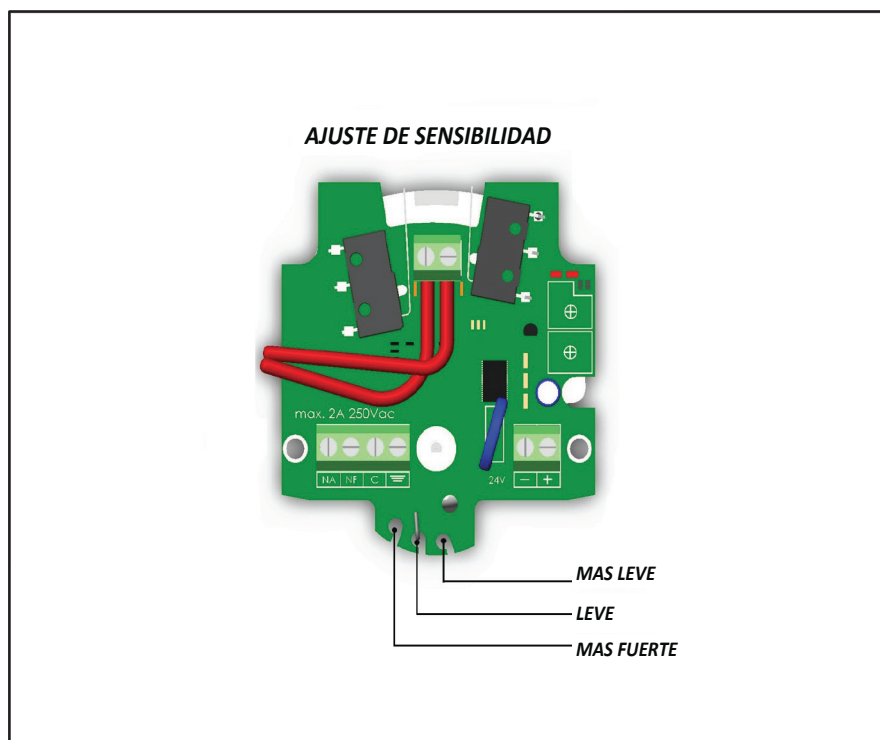 AJUSTE DE SENSIBILIDAD
max. 2A 250Vac
NA NF C
24V
- +
MAS LEVE
LEVE
MAS FUERTE